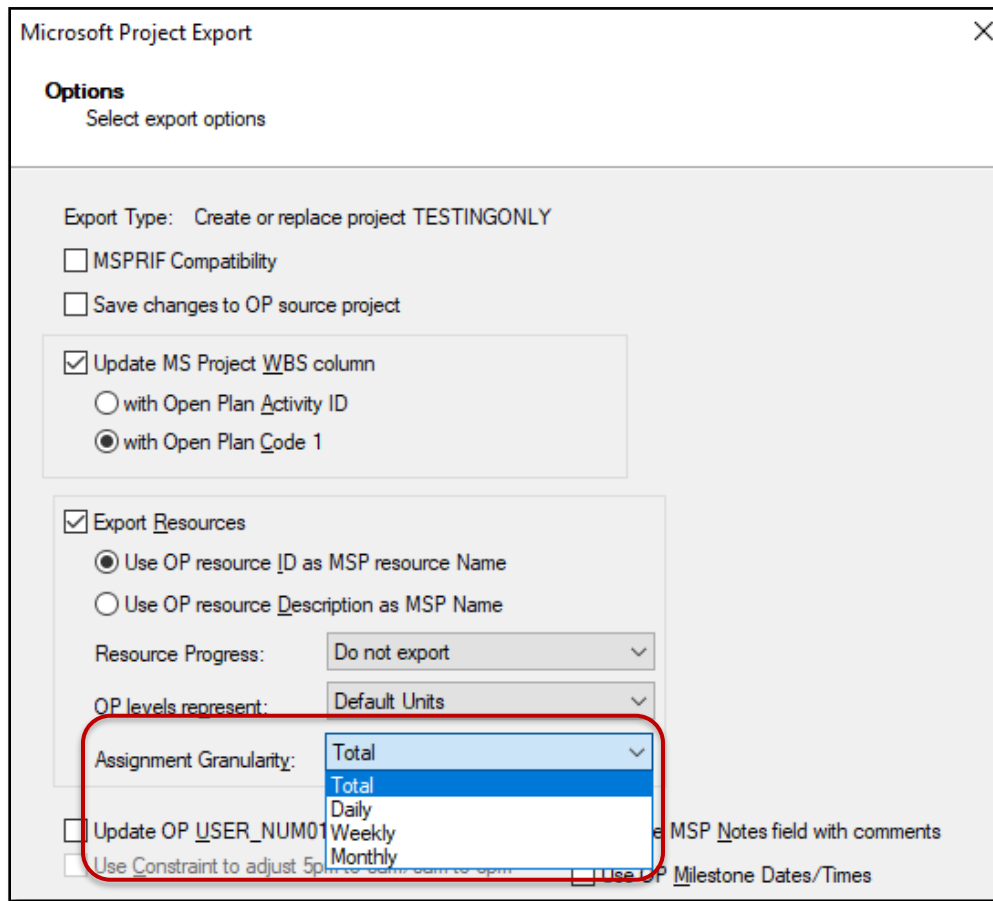 Microsoft Project Export
Options
Select export options
Export Type: Create or replace project TESTINGONLY
MSPRIF Compatibility
Save changes to OP source project
Update MS Project WBS column
with Open Plan Activity ID
with Open Plan Code 1
Export Resources
Use OP resource ID as MSP resource Name
Use OP resource Description as MSP Name
Resource Progress: Do not export
OP levels represent: Default Units
Assignment Granularity: Total
Total
Daily
Weekly
Monthly
Update OP USER_NUM01 MSP Notes field with comments
Use Constraint to adjust Use OP Milestone Dates/Times